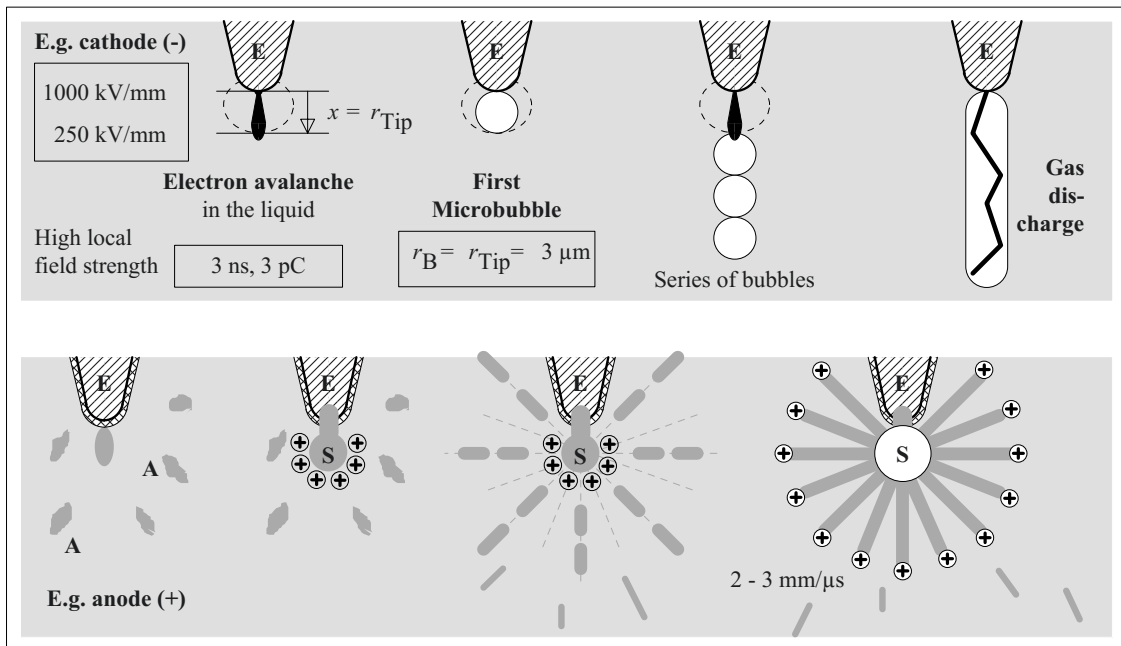 E.g. cathode (-)
1000 kV/mm
250 kV/mm
E
x = rTip
Electron avalanche
in the liquid
High local
field strength
3 ns, 3 pC
E
First
Microbubble
rB = rTip = 3 µm
E
Series of bubbles
E
Gas
dis-
charge
E
A
A
E.g. anode (+)
E
S
+ + + + + +
E
S
+ + + + + +
E
S
+ + + + + + + + + + + + +
2 - 3 mm/µs